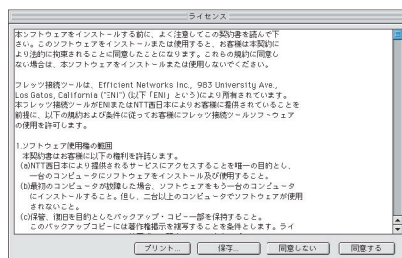 ライセンス
本ソフトウェアをインストールする前に、よく注意してこの契約書を読んで下
さい。このソフトウェアをインストールまたは使用すると、お客様は本契約に
より法的に拘束されることに同意したことになります。これらの規約に同意し
ない場合は、本ソフトウェアをインストールまたは使用しないでください。
フレッツ接続ツールは、Efficient Networks Inc., 983 University Ave.,
Los Gatos, California ("ENI") (以下「ENI」という)により所有されています。
本フレッツ接続ツールがENIまたはNTT西日本によりお客様に提供されていることを
前提に、以下の規約および条件に従ってお客様にフレッツ接続ツールソフトウェア
の使用を許可します。
1.ソフトウェア使用権の範囲
本契約書はお客様に以下の権利を許諾します。
(a)NTT西日本により提供されるサービスにアクセスすることを唯一の目的とし、
一台のコンピュータにソフトウェアをインストール及び使用すること。
(b)最初のコンピュータが故障した場合、ソフトウェアをもう一台のコンピュータ
にインストールすること。但し、二台以上のコンピュータでソフトウェアが使用
されないこと。
(c)保管、復旧を目的としたバックアップ・コピー一部を保持すること。
このバックアップコピーには著作権掲示を複写することを条件とします。ライ
プリント...
保存...
同意しない
同意する